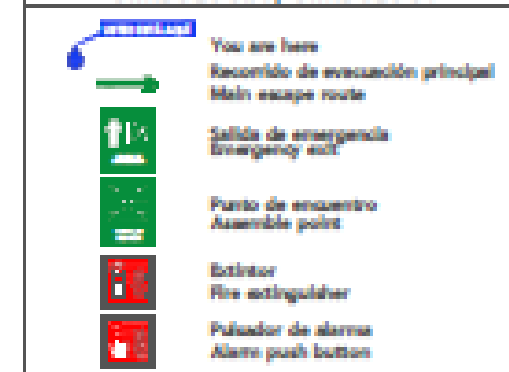 You are here
Recorrido de evacuación principal
Main escape route
Salida de emergencia
Emergency exit
Punto de encuentro
Assemble point
Extintor
Fire extinguisher
Pulsador de alarma
Alarm push button